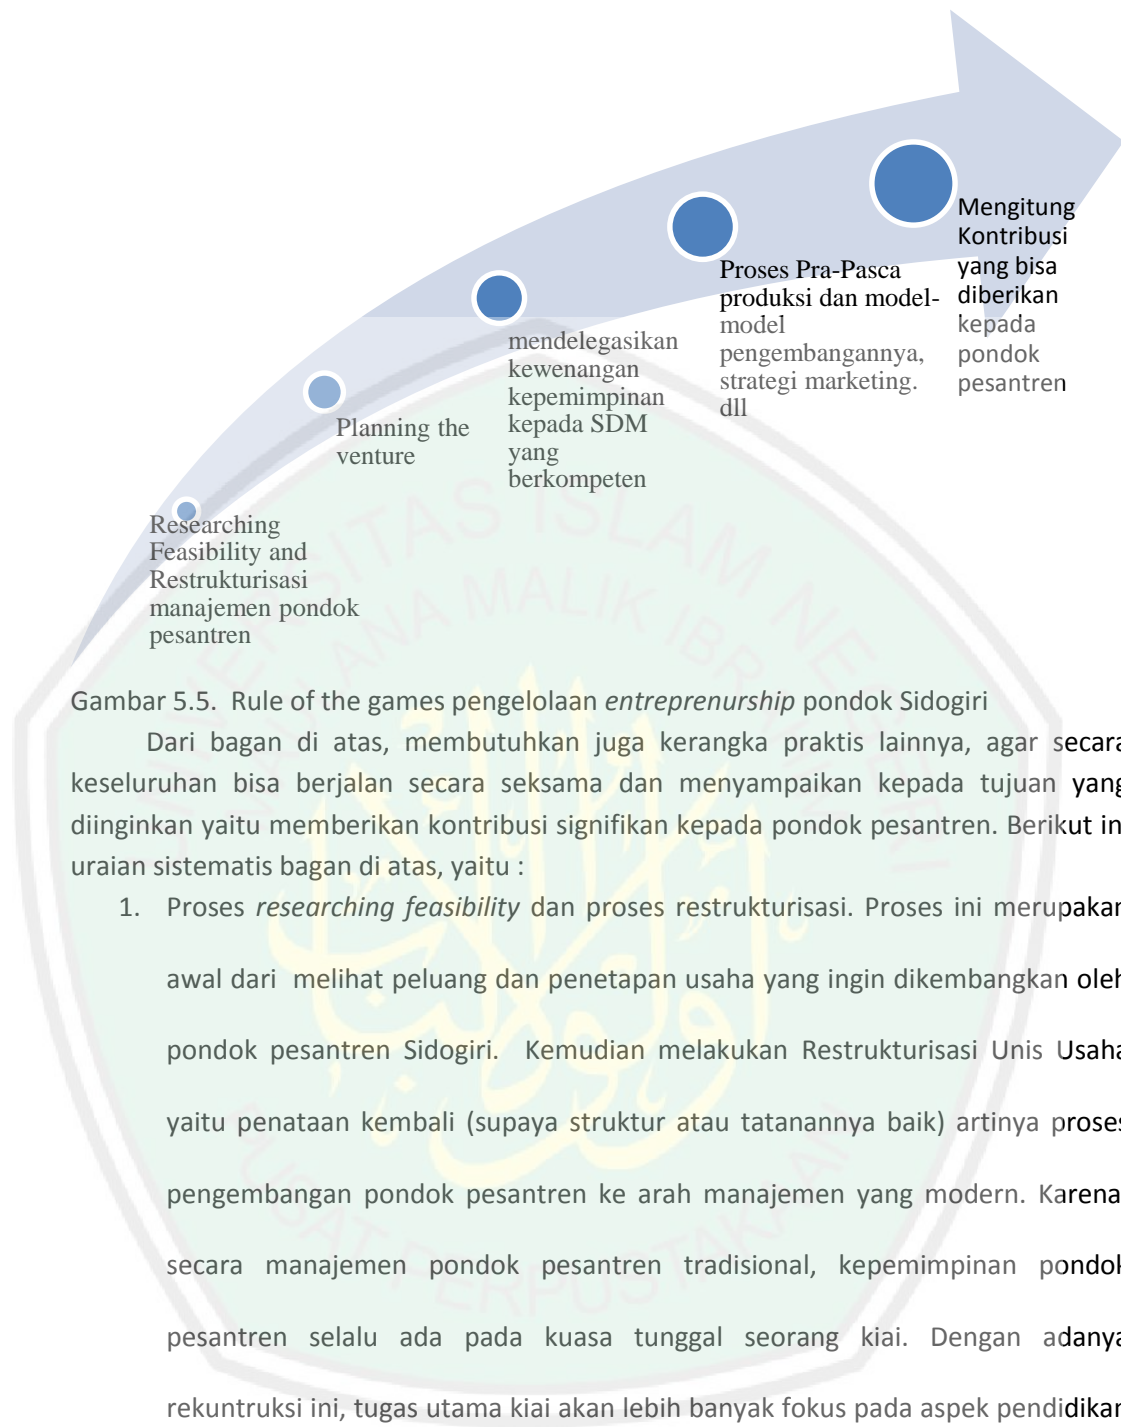 Researching
Feasibility and
Restrukturisasi
manajemen pondok
pesantren
Planning the
venture
mendelegasikan
kewenangan
kepemimpinan
kepada SDM
yang
berkompeten
Proses Pra-Pasca
produksi dan model-
model
pengembangannya,
strategi marketing.
dll
Mengitung
Kontribusi
yang bisa
diberikan
kepada
pondok
pesantren
Gambar 5.5. Rule of the games pengelolaan entreprenurship pondok Sidogiri
Dari bagan di atas, membutuhkan juga kerangka praktis lainnya, agar secara
keseluruhan bisa berjalan secara seksama dan menyampaikan kepada tujuan yang
diinginkan yaitu memberikan kontribusi signifikan kepada pondok pesantren. Berikut ini
uraian sistematis bagan di atas, yaitu :
1. Proses researching feasibility dan proses restrukturisasi. Proses ini merupakan
awal dari melihat peluang dan penetapan usaha yang ingin dikembangkan oleh
pondok pesantren Sidogiri. Kemudian melakukan Restrukturisasi Unis Usaha
yaitu penataan kembali (supaya struktur atau tatanannya baik) artinya proses
pengembangan pondok pesantren ke arah manajemen yang modern. Karena,
secara manajemen pondok pesantren tradisional, kepemimpinan pondok
pesantren selalu ada pada kuasa tunggal seorang kiai. Dengan adanya
rekuntruksi ini, tugas utama kiai akan lebih banyak fokus pada aspek pendidikan
UNIVERSITAS ISLAM NEGERI
MAULANA MALIK IBRAHIM
PUSAT PERPUSTAKAAN